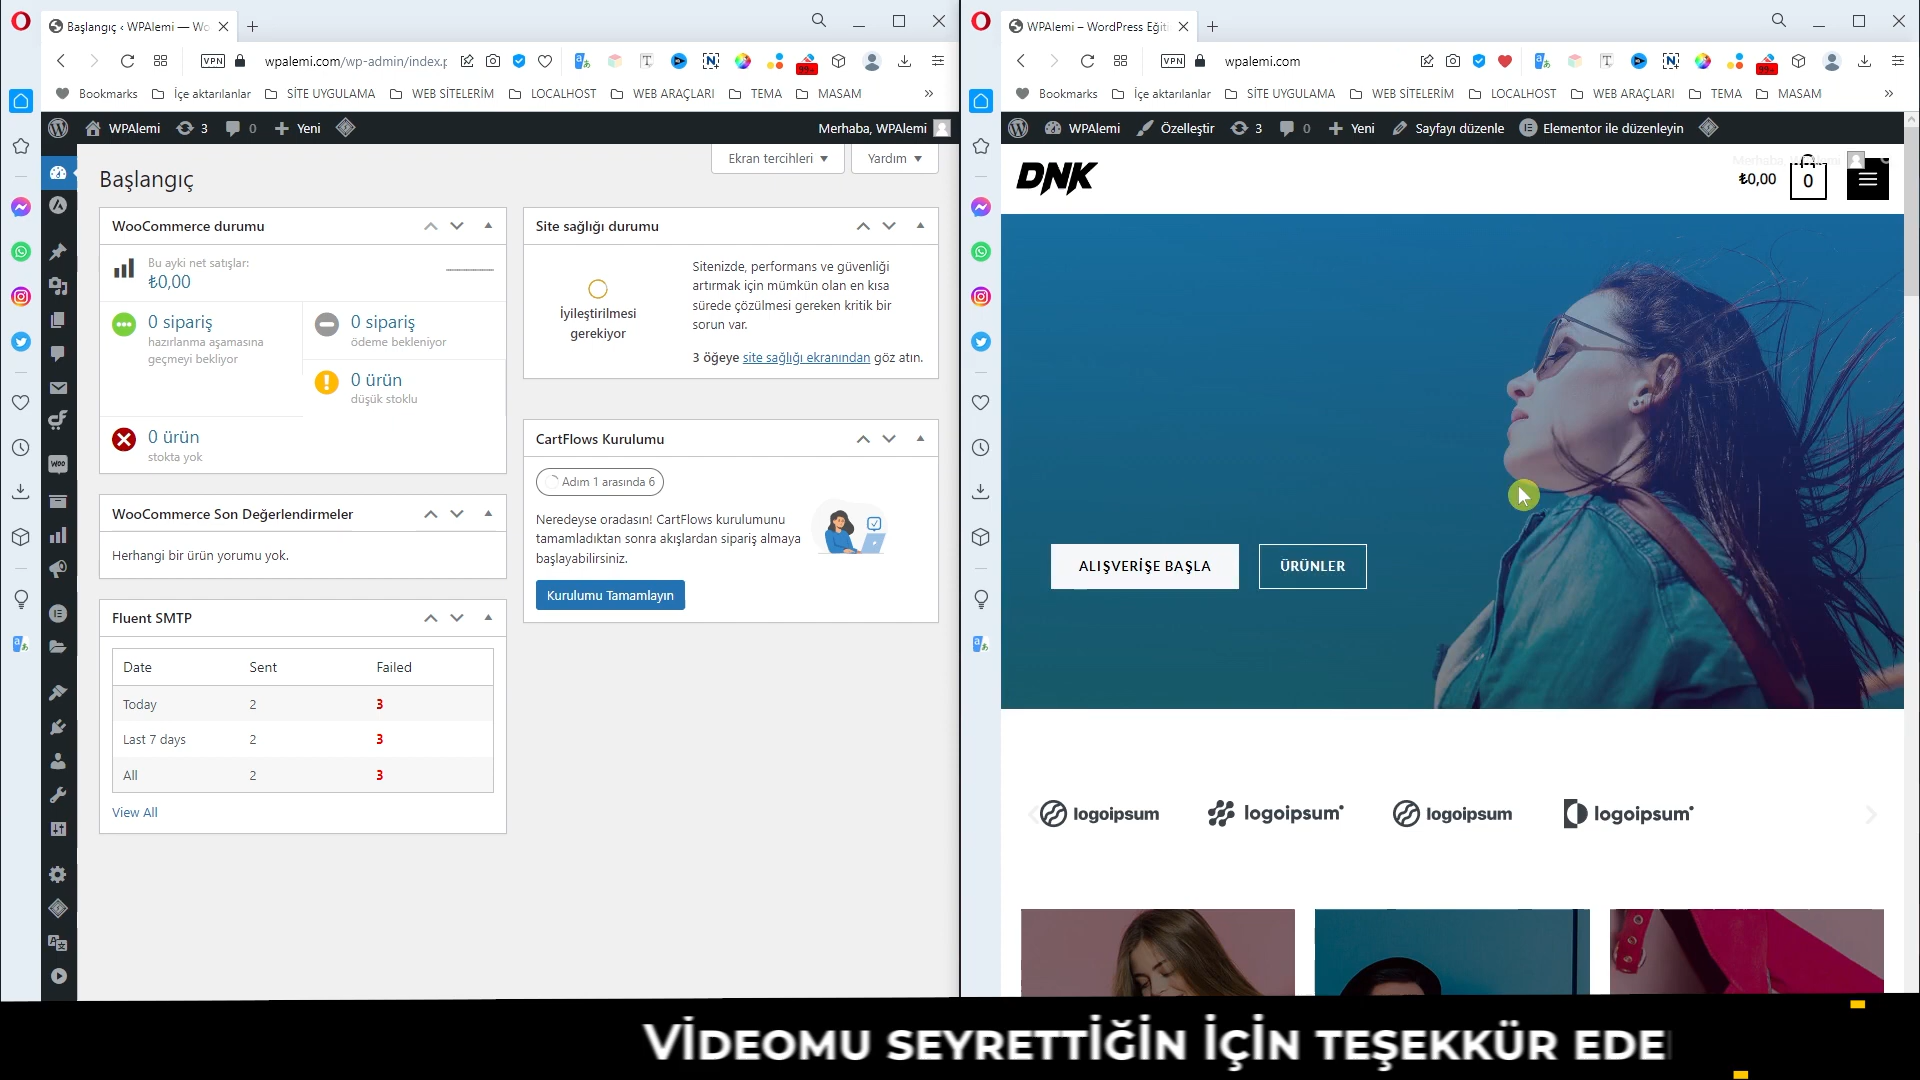 Başlangıç ‹ WPAlemi — Wo
VPN
wpalemi.com/wp-admin/index.p
99+
Bookmarks
İçe aktarılanlar
SİTE UYGULAMA
WEB SİTELERİM
LOCALHOST
WEB ARAÇLARI
TEMA
MASAM
»
WPAlemi
3
0
Yeni
Merhaba, WPAlemi
Ekran tercihleri
Yardım
Başlangıç
WooCommerce durumu
Bu ayki net satışlar:
₺0,00
0 sipariş
hazırlanma aşamasına
geçmeyi bekliyor
0 sipariş
ödeme bekleniyor
0 ürün
düşük stoklu
0 ürün
stokta yok
WooCommerce Son Değerlendirmeler
Herhangi bir ürün yorumu yok.
Fluent SMTP
Date Sent Failed
Today 2 3
Last 7 days 2 3
All 2 3
View All
Site sağlığı durumu
İyileştirilmesi
gerekiyor
Sitenizde, performans ve güvenliği
artırmak için mümkün olan en kısa
sürede çözülmesi gereken kritik bir
sorun var.
3 öğeye site sağlığı ekranından göz atın.
CartFlows Kurulumu
Adım 1 arasında 6
Neredeyse oradasın! CartFlows kurulumunu
tamamladıktan sonra akışlardan sipariş almaya
başlayabilirsiniz.
Kurulumu Tamamlayın
WPAlemi – WordPress Eğiti
VPN
wpalemi.com
99+
Bookmarks
İçe aktarılanlar
SİTE UYGULAMA
WEB SİTELERİM
LOCALHOST
WEB ARAÇLARI
TEMA
MASAM
»
WPAlemi
Özelleştir
3
0
Yeni
Sayfayı düzenle
Elementor ile düzenleyin
DNK
₺0,00
0
ALIŞVERİŞE BAŞLA
ÜRÜNLER
logoipsum
logoipsum
logoipsum
logoipsum
VİDEOMU SEYRETTİĞİN İÇİN TEŞEKKÜR EDE